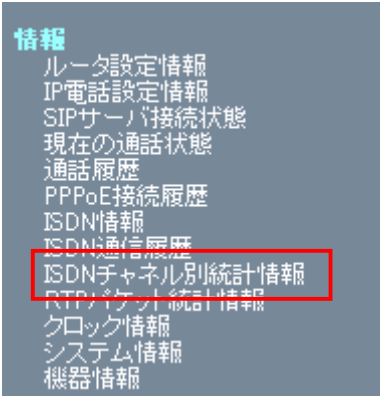 情報
ルータ設定情報
IP電話設定情報
SIPサーバ接続状態
現在の通話状態
通話履歴
PPPoE接続履歴
ISDN情報
ISDN通信履歴
ISDNチャネル別統計情報
RTPパケット統計情報
クロック情報
システム情報
機器情報